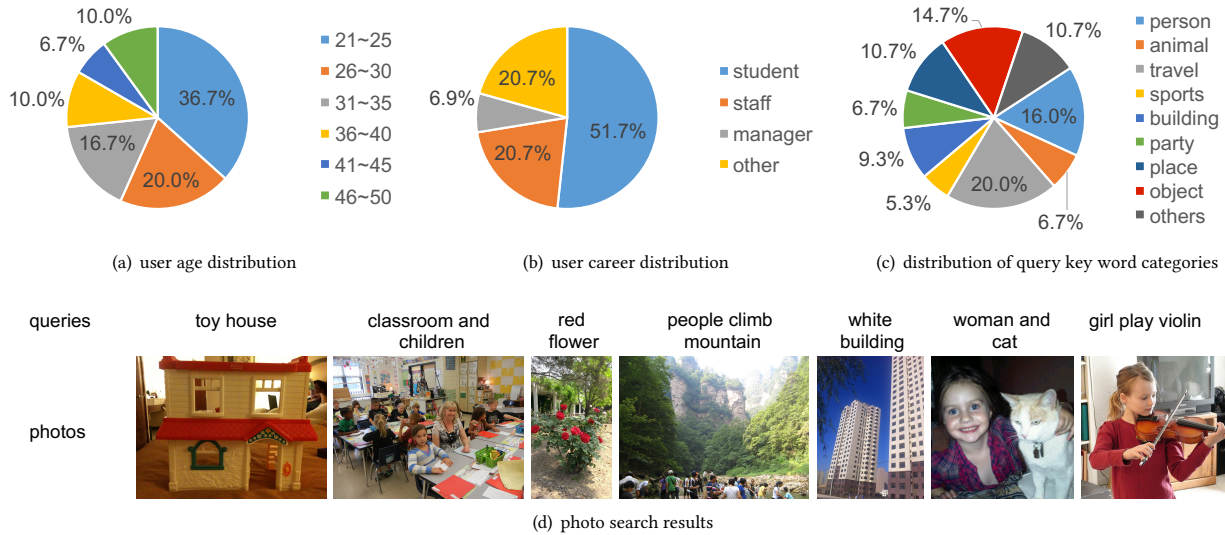 10.0%
6.7%
10.0%
16.7%
20.0%
36.7%
21~25
26~30
31~35
36~40
41~45
46~50
(a) user age distribution
20.7%
6.9%
20.7%
51.7%
student
staff
manager
other
(b) user career distribution
14.7%
10.7%
10.7%
6.7%
9.3%
5.3%
20.0%
6.7%
16.0%
person
animal
travel
sports
building
party
place
object
others
(c) distribution of query key word categories
queries
toy house
classroom and
children
red
flower
people climb
mountain
white
building
woman and
cat
girl play violin
photos
(d) photo search results